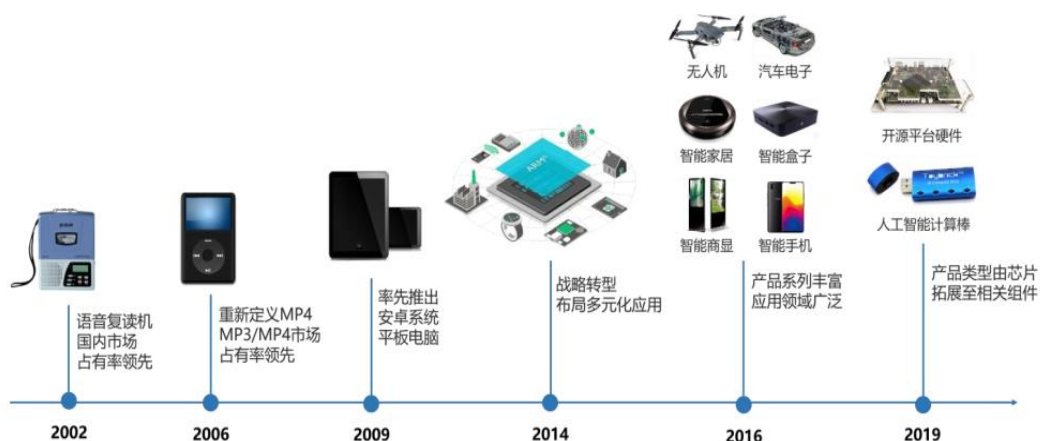 无人机
汽车电子
智能家居
智能盒子
智能商显
智能手机
开源平台硬件
人工智能计算棒
ARM
语音复读机
国内市场
占有率领先
重新定义MP4
MP3/MP4市场
占有率领先
率先推出
安卓系统
平板电脑
战略转型
布局多元化应用
产品系列丰富
应用领域广泛
产品类型由芯片
拓展至相关组件
2002
2006
2009
2014
2016
2019